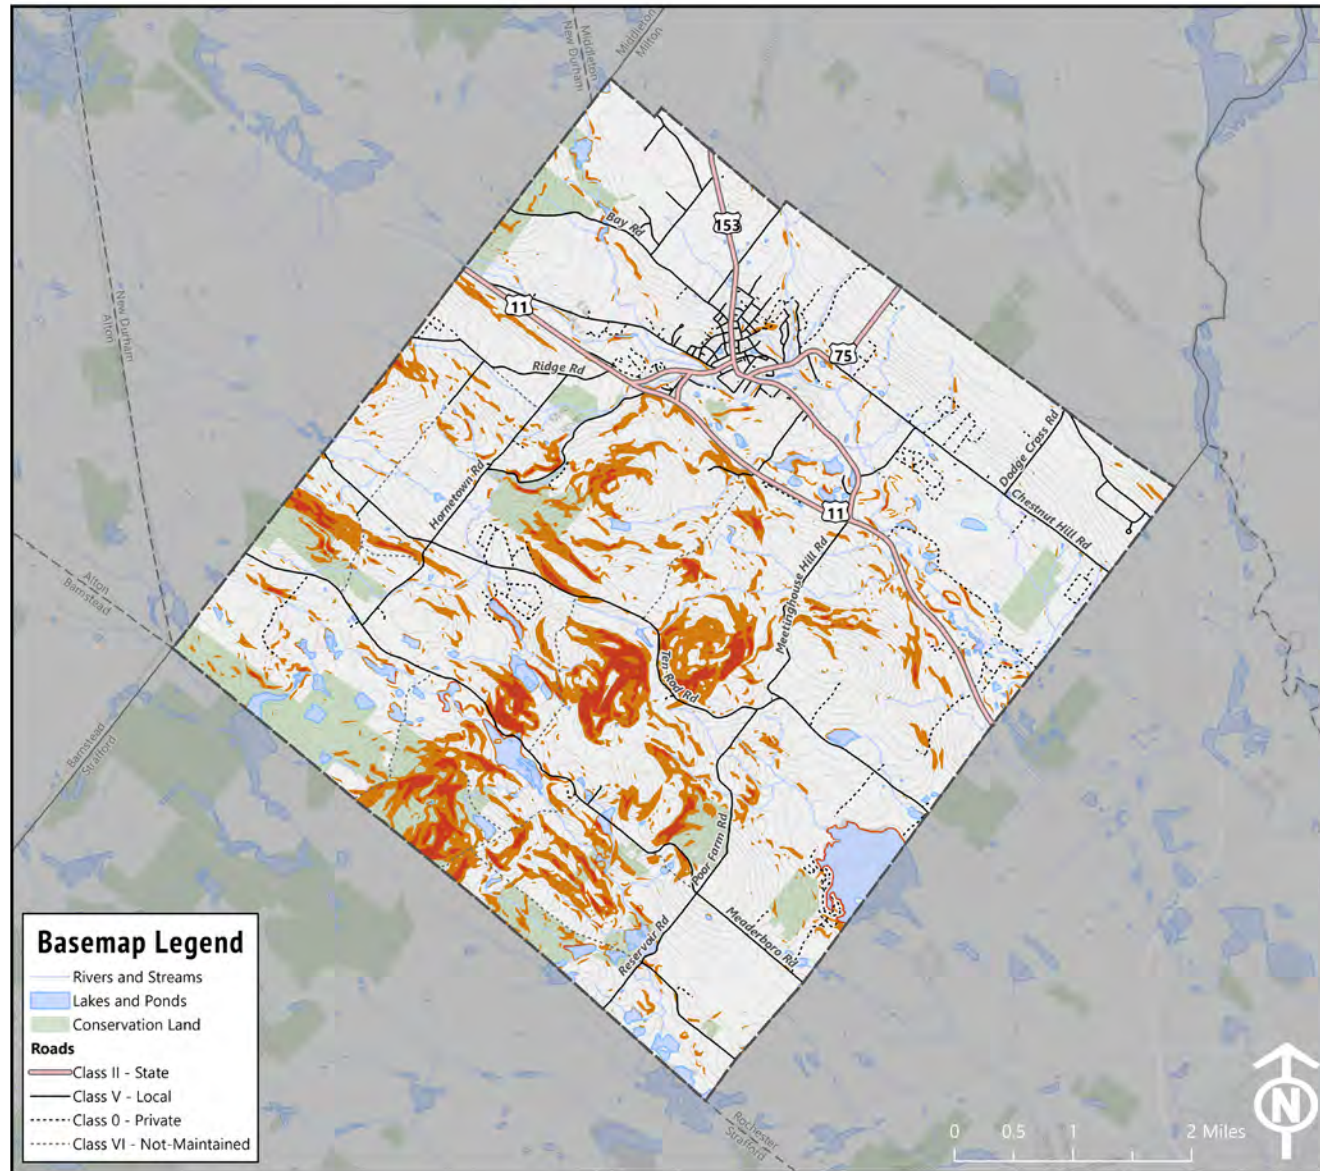 Middleton
New Durham
Middleton
Milton
153
Bay Rd
New Durham
Alton
11
75
Ridge Rd
Dodge Cross Rd
Hornetown Rd
Chestnut Hill Rd
11
Meetinghouse Hill Rd
Alton
Barnstead
Ten Rod Rd
Barnstead
Strafford
Poor Farm Rd
Meaderboro Rd
Reservoir Rd
Basemap Legend
Rivers and Streams
Lakes and Ponds
Conservation Land
Roads
Class II - State
Class V - Local
Class 0 - Private
Class VI - Not-Maintained
Rochester
Strafford
0 0.5 1 2 Miles
N